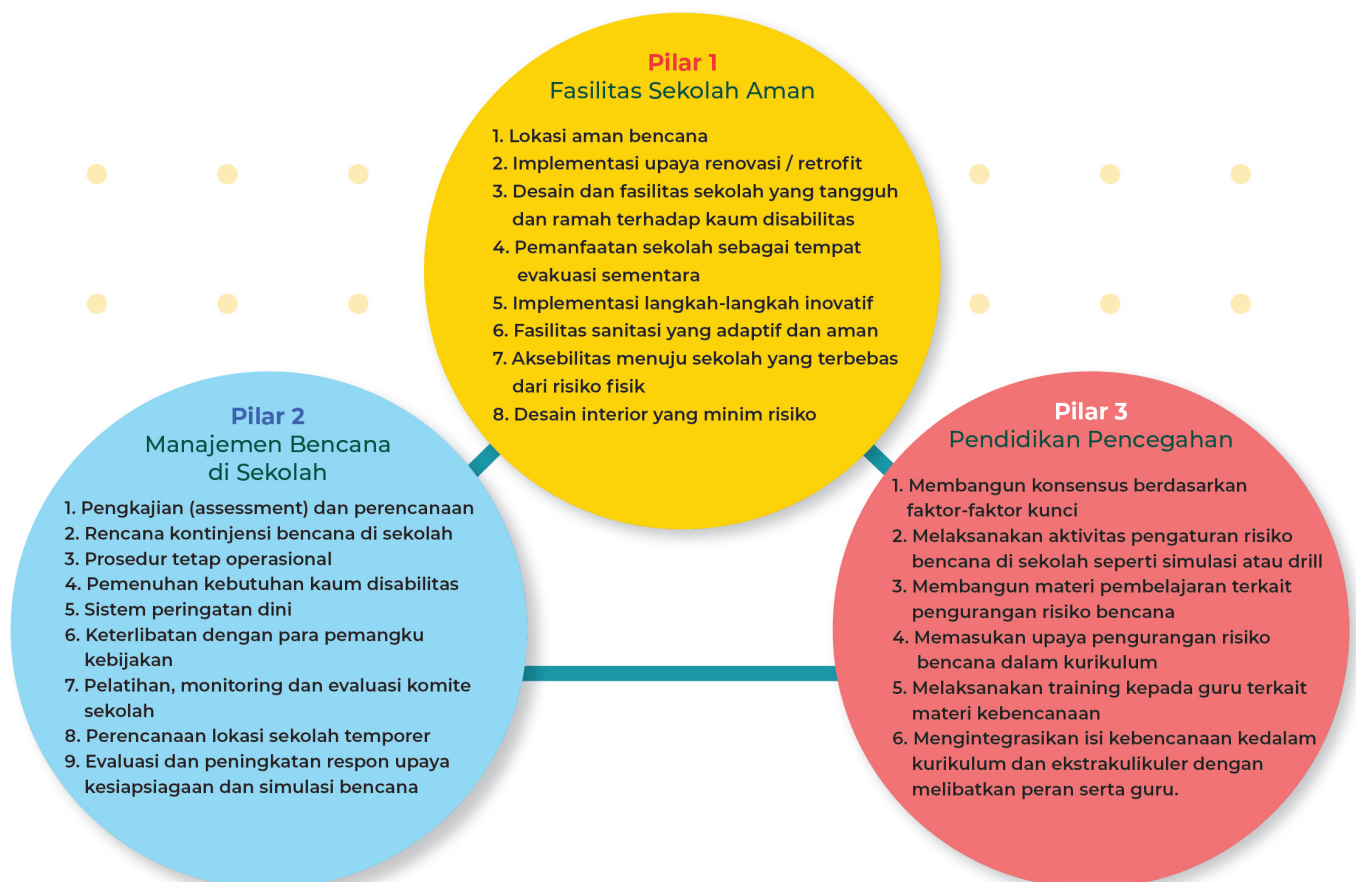 Pilar 1
Fasilitas Sekolah Aman
1. Lokasi aman bencana
2. Implementasi upaya renovasi / retrofit
3. Desain dan fasilitas sekolah yang tangguh
dan ramah terhadap kaum disabilitas
4. Pemanfaatan sekolah sebagai tempat
evakuasi sementara
5. Implementasi langkah-langkah inovatif
6. Fasilitas sanitasi yang adaptif dan aman
7. Aksebilitas menuju sekolah yang terbebas
dari risiko fisik
8. Desain interior yang minim risiko
Pilar 2
Manajemen Bencana
di Sekolah
1. Pengkajian (assessment) dan perencanaan
2. Rencana kontinjensi bencana di sekolah
3. Prosedur tetap operasional
4. Pemenuhan kebutuhan kaum disabilitas
5. Sistem peringatan dini
6. Keterlibatan dengan para pemangku
kebijakan
7. Pelatihan, monitoring dan evaluasi komite
sekolah
8. Perencanaan lokasi sekolah temporer
9. Evaluasi dan peningkatan respon upaya
kesiapsiagaan dan simulasi bencana
Pilar 3
Pendidikan Pencegahan
1. Membangun konsensus berdasarkan
faktor-faktor kunci
2. Melaksanakan aktivitas pengaturan risiko
bencana di sekolah seperti simulasi atau drill
3. Membangun materi pembelajaran terkait
pengurangan risiko bencana
4. Memasukan upaya pengurangan risiko
bencana dalam kurikulum
5. Melaksanakan training kepada guru terkait
materi kebencanaan
6. Mengintegrasikan isi kebencanaan kedalam
kurikulum dan ekstrakulikuler dengan
melibatkan peran serta guru.